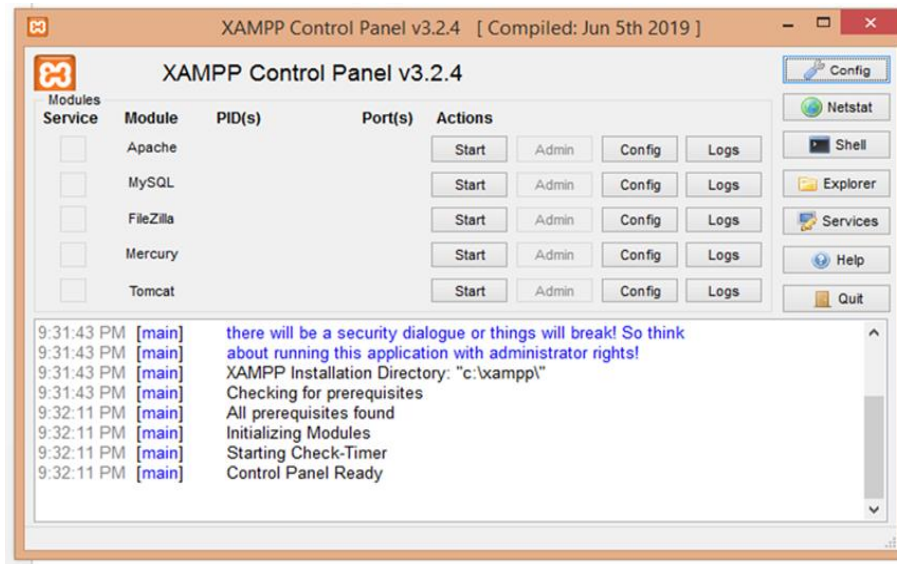 XAMPP Control Panel v3.2.4 [ Compiled: Jun 5th 2019 ]
XAMPP Control Panel v3.2.4
Config
Modules
Netstat
Service Module PID(s) Port(s) Actions
Apache Start Admin Config Logs
Shell
MySQL Start Admin Config Logs
Explorer
FileZilla Start Admin Config Logs
Services
Mercury Start Admin Config Logs
Help
Tomcat Start Admin Config Logs
Quit
9:31:43 PM [main] there will be a security dialogue or things will break! So think
9:31:43 PM [main] about running this application with administrator rights!
9:31:43 PM [main] XAMPP Installation Directory: "c:\xampp\"
9:31:43 PM [main] Checking for prerequisites
9:32:11 PM [main] All prerequisites found
9:32:11 PM [main] Initializing Modules
9:32:11 PM [main] Starting Check-Timer
9:32:11 PM [main] Control Panel Ready